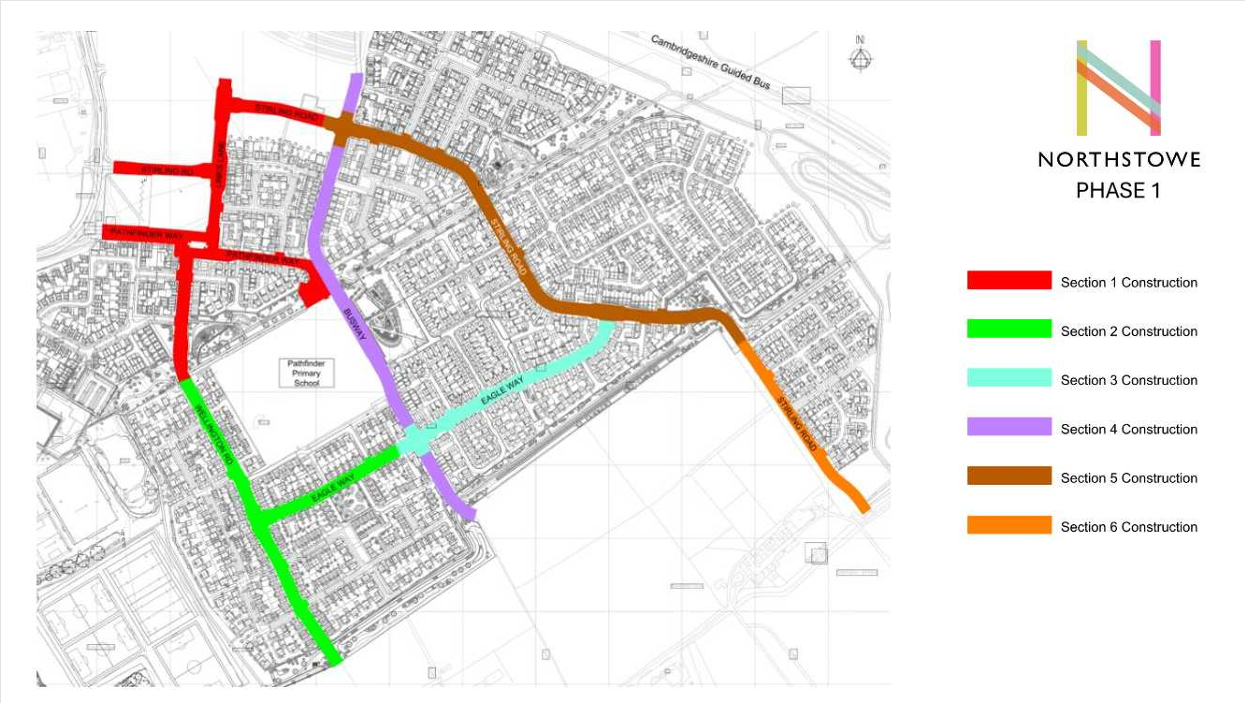 N
Cambridgeshire Guided Bus
STIRLING ROAD
STIRLING RD
LINKS LANE
PATHFINDER WAY
PATHFINDER WAY
STIRLING ROAD
BUSWAY
Pathfinder
Primary
School
EAGLE WAY
WELLINGTON RD
EAGLE WAY
STIRLING ROAD
NORTHSTOWE
PHASE 1
Section 1 Construction
Section 2 Construction
Section 3 Construction
Section 4 Construction
Section 5 Construction
Section 6 Construction